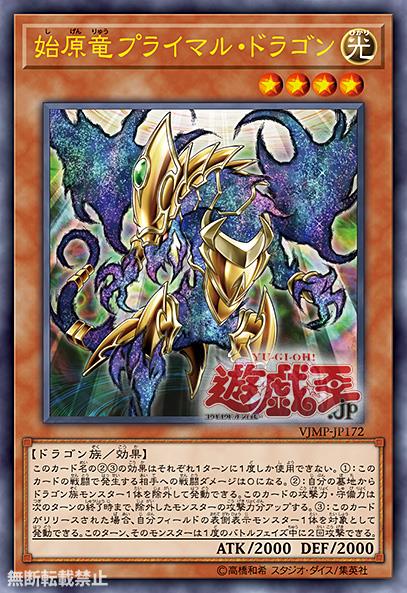 始原竜プライマル・ドラゴン 光
YU-GI-OH!
遊戯王
.JP
VJMP-JP172
【ドラゴン族/効果】
このカード名の②③の効果はそれぞれ1ターンに1度しか使用できない。①:この
カードの戦闘で発生する相手への戦闘ダメージは0になる。②:自分の墓地から
ドラゴン族モンスター1体を除外して発動できる。このカードの攻撃力・守備力は
次のターンの終了時まで、除外したモンスターの攻撃力分アップする。③:このカー
ドがリリースされた場合、自分フィールドの表側表示モンスター1体を対象として
発動できる。このターン、そのモンスターは1度のバトルフェイズ中に2回攻撃できる。
ATK/2000 DEF/2000
無断転載禁止
©高橋和希 スタジオ・ダイス/集英社